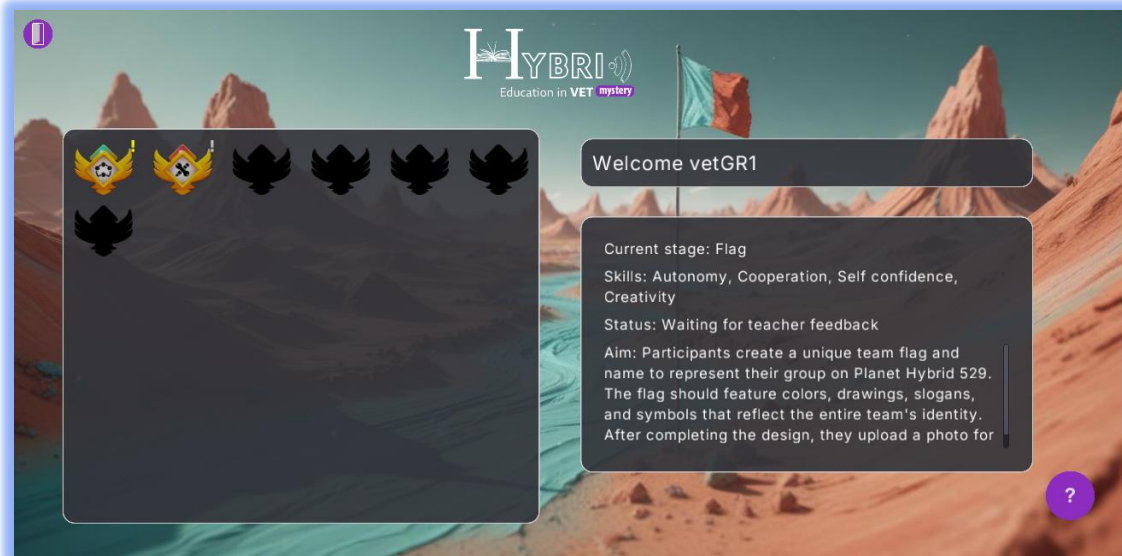 HYBRI
Education in VET mystery
!
!
Welcome vetGR1
Current stage: Flag
Skills: Autonomy, Cooperation, Self confidence,
Creativity
Status: Waiting for teacher feedback
Aim: Participants create a unique team flag and
name to represent their group on Planet Hybrid 529.
The flag should feature colors, drawings, slogans,
and symbols that reflect the entire team's identity.
After completing the design, they upload a photo for
?